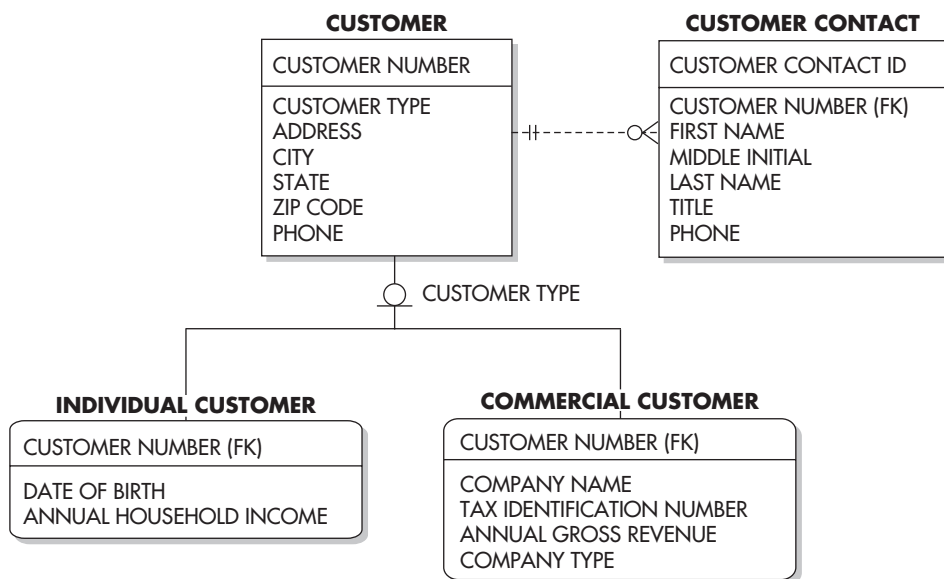 CUSTOMER
CUSTOMER NUMBER
CUSTOMER TYPE
ADDRESS
CITY
STATE
ZIP CODE
PHONE
CUSTOMER CONTACT
CUSTOMER CONTACT ID
CUSTOMER NUMBER (FK)
FIRST NAME
MIDDLE INITIAL
LAST NAME
TITLE
PHONE
CUSTOMER TYPE
INDIVIDUAL CUSTOMER
CUSTOMER NUMBER (FK)
DATE OF BIRTH
ANNUAL HOUSEHOLD INCOME
COMMERCIAL CUSTOMER
CUSTOMER NUMBER (FK)
COMPANY NAME
TAX IDENTIFICATION NUMBER
ANNUAL GROSS REVENUE
COMPANY TYPE